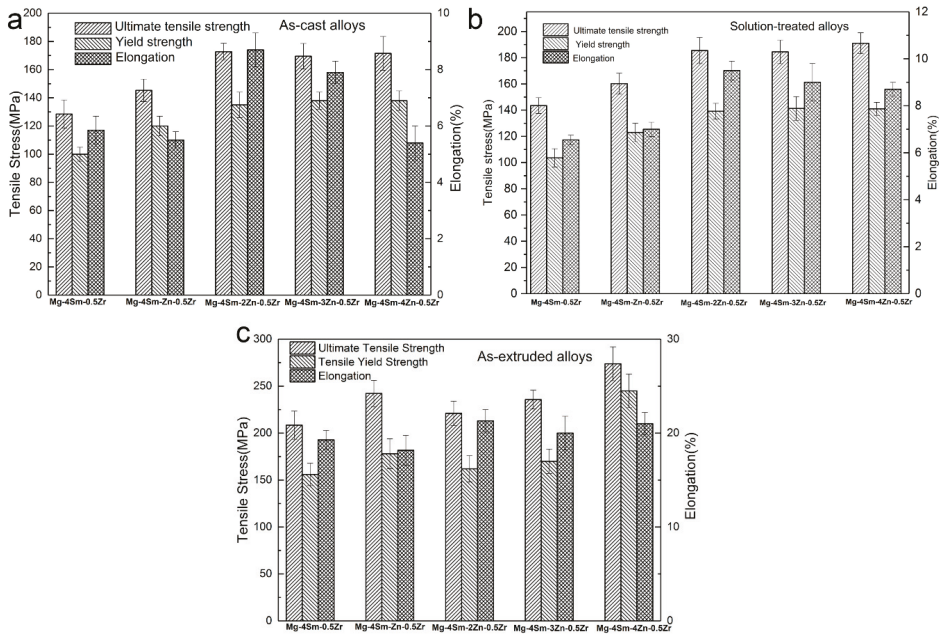 a
As-cast alloys
Ultimate tensile strength
Yield strength
Elongation
Tensile Stress(MPa)
200
180
160
140
120
100
80
60
40
20
0
Elongation(%)
10
8
6
4
2
0
Mg-4Sm-0.5Zr Mg-4Sm-Zn-0.5Zr Mg-4Sm-2Zn-0.5Zr Mg-4Sm-3Zn-0.5Zr Mg-4Sm-4Zn-0.5Zr
b
Solution-treated alloys
Ultimate tensile strength
Yield strength
Elongation
Tensile stress(MPa)
200
180
160
140
120
100
80
60
40
20
0
Elongation(%)
12
10
8
6
4
2
0
Mg-4Sm-0.5Zr Mg-4Sm-Zn-0.5Zr Mg-4Sm-2Zn-0.5Zr Mg-4Sm-3Zn-0.5Zr Mg-4Sm-4Zn-0.5Zr
c
As-extruded alloys
Ultimate Tensile Strength
Tensile Yield Strength
Elongation
Tensile Stress(MPa)
300
250
200
150
100
50
0
Elongation(%)
30
20
10
0
Mg-4Sm-0.5Zr Mg-4Sm-Zn-0.5Zr Mg-4Sm-2Zn-0.5Zr Mg-4Sm-3Zn-0.5Zr Mg-4Sm-4Zn-0.5Zr